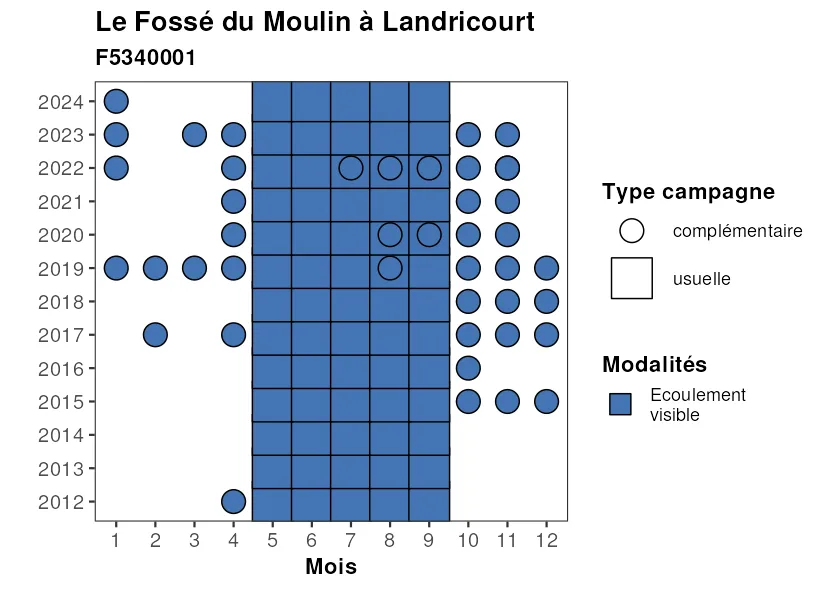 Le Fossé du Moulin à Landricourt
F5340001
2024
2023
2022
2021
2020
2019
2018
2017
2016
2015
2014
2013
2012
1 2 3 4 5 6 7 8 9 10 11 12
Mois
Type campagne
complémentaire
usuelle
Modalités
Ecoulement
visible